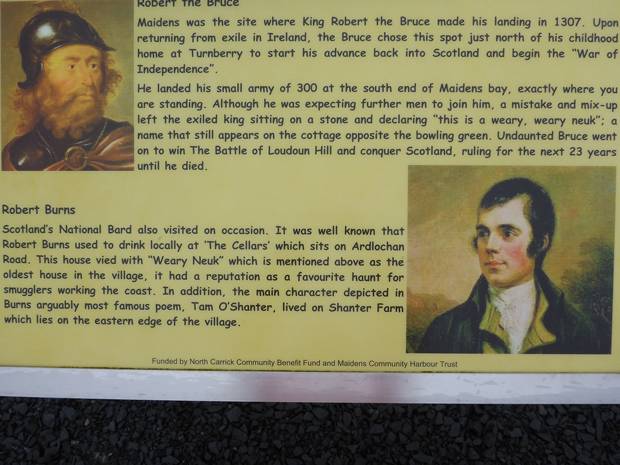 Robert the Bruce
Maidens was the site where King Robert the Bruce made his landing in 1307. Upon
returning from exile in Ireland, the Bruce chose this spot just north of his childhood
home at Turnberry to start his advance back into Scotland and begin the "War of
Independence".
He landed his small army of 300 at the south end of Maidens bay, exactly where you
are standing. Although he was expecting further men to join him, a mistake and mix-up
left the exiled king sitting on a stone and declaring "this is a weary, weary neuk"; a
name that still appears on the cottage opposite the bowling green. Undaunted Bruce went
on to win The Battle of Loudoun Hill and conquer Scotland, ruling for the next 23 years
until he died.
Robert Burns
Scotland's National Bard also visited on occasion. It was well known that
Robert Burns used to drink locally at 'The Cellars' which sits on Ardlochan
Road. This house vied with "Weary Neuk" which is mentioned above as the
oldest house in the village, it had a reputation as a favourite haunt for
smugglers working the coast. In addition, the main character depicted in
Burns arguably most famous poem, Tam O'Shanter, lived on Shanter Farm
which lies on the eastern edge of the village.
Funded by North Carrick Community Benefit Fund and Maidens Community Harbour Trust